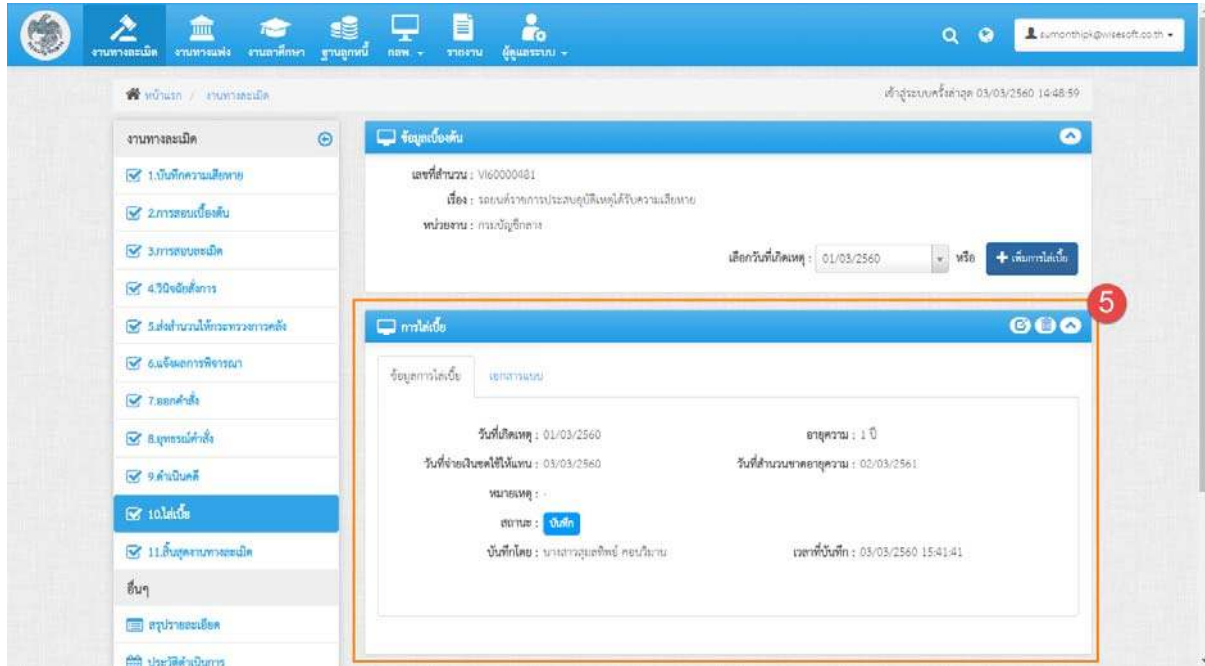 งานทางละเมิด งานทางแพ่ง งานอาศึกษา ฐานลูกหนี้ กลพ. รายงาน ผู้ดูแลระบบ sumonthipk@wisesoft.co.th
หน้าแรก / งานทางละเมิด เข้าสู่ระบบครั้งล่าสุด 03/03/2560 14:48:59
งานทางละเมิด
1.บันทึกความเสียหาย
2.การสอบเบื้องต้น
3.การสอบละเมิด
4.วินิจฉัยสั่งการ
5.ส่งสำนวนให้กระทรวงการคลัง
6.แจ้งผลการพิจารณา
7.ออกคำสั่ง
8.อุทธรณ์คำสั่ง
9.ดำเนินคดี
10.ไล่เบี้ย
11.สิ้นสุดงานทางละเมิด
อื่นๆ
สรุปรายละเอียด
ประวัติดำเนินการ
ข้อมูลเบื้องต้น
เลขที่สำนวน : VI60000481
เรื่อง : รถยนต์ราชการประสบอุบัติเหตุได้รับความเสียหาย
หน่วยงาน : กรมบัญชีกลาง
เลือกวันที่เกิดเหตุ : 01/03/2560 หรือ เพิ่มการไล่เบี้ย
5
การไล่เบี้ย
ข้อมูลการไล่เบี้ย เอกสารแนบ
วันที่เกิดเหตุ : 01/03/2560 อายุความ : 1 ปี
วันที่จ่ายเงินชดใช้ให้แทน : 03/03/2560 วันที่สำนวนขาดอายุความ : 02/03/2561
หมายเหตุ : -
สถานะ : บันทึก
บันทึกโดย : นางสาวสุมลทิพย์ คอนวิมาน เวลาที่บันทึก : 03/03/2560 15:41:41